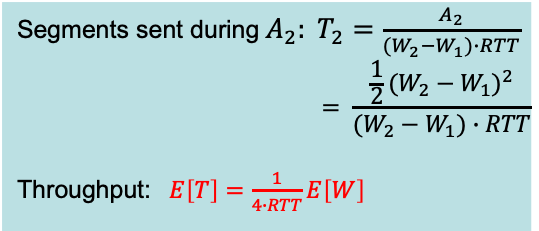 Segments sent during A₂: T₂ = A₂ / ((W₂−W₁)·RTT)
= ½(W₂ − W₁)² / ((W₂ − W₁) · RTT)
Throughput: E[T] = 1/(4·RTT) E[W]